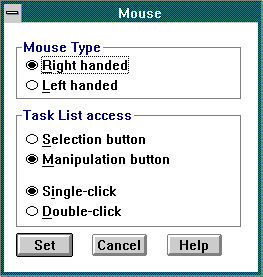 Mouse
Mouse Type
Right handed
Left handed
Task List access
Selection button
Manipulation button
Single-click
Double-click
Set Cancel Help